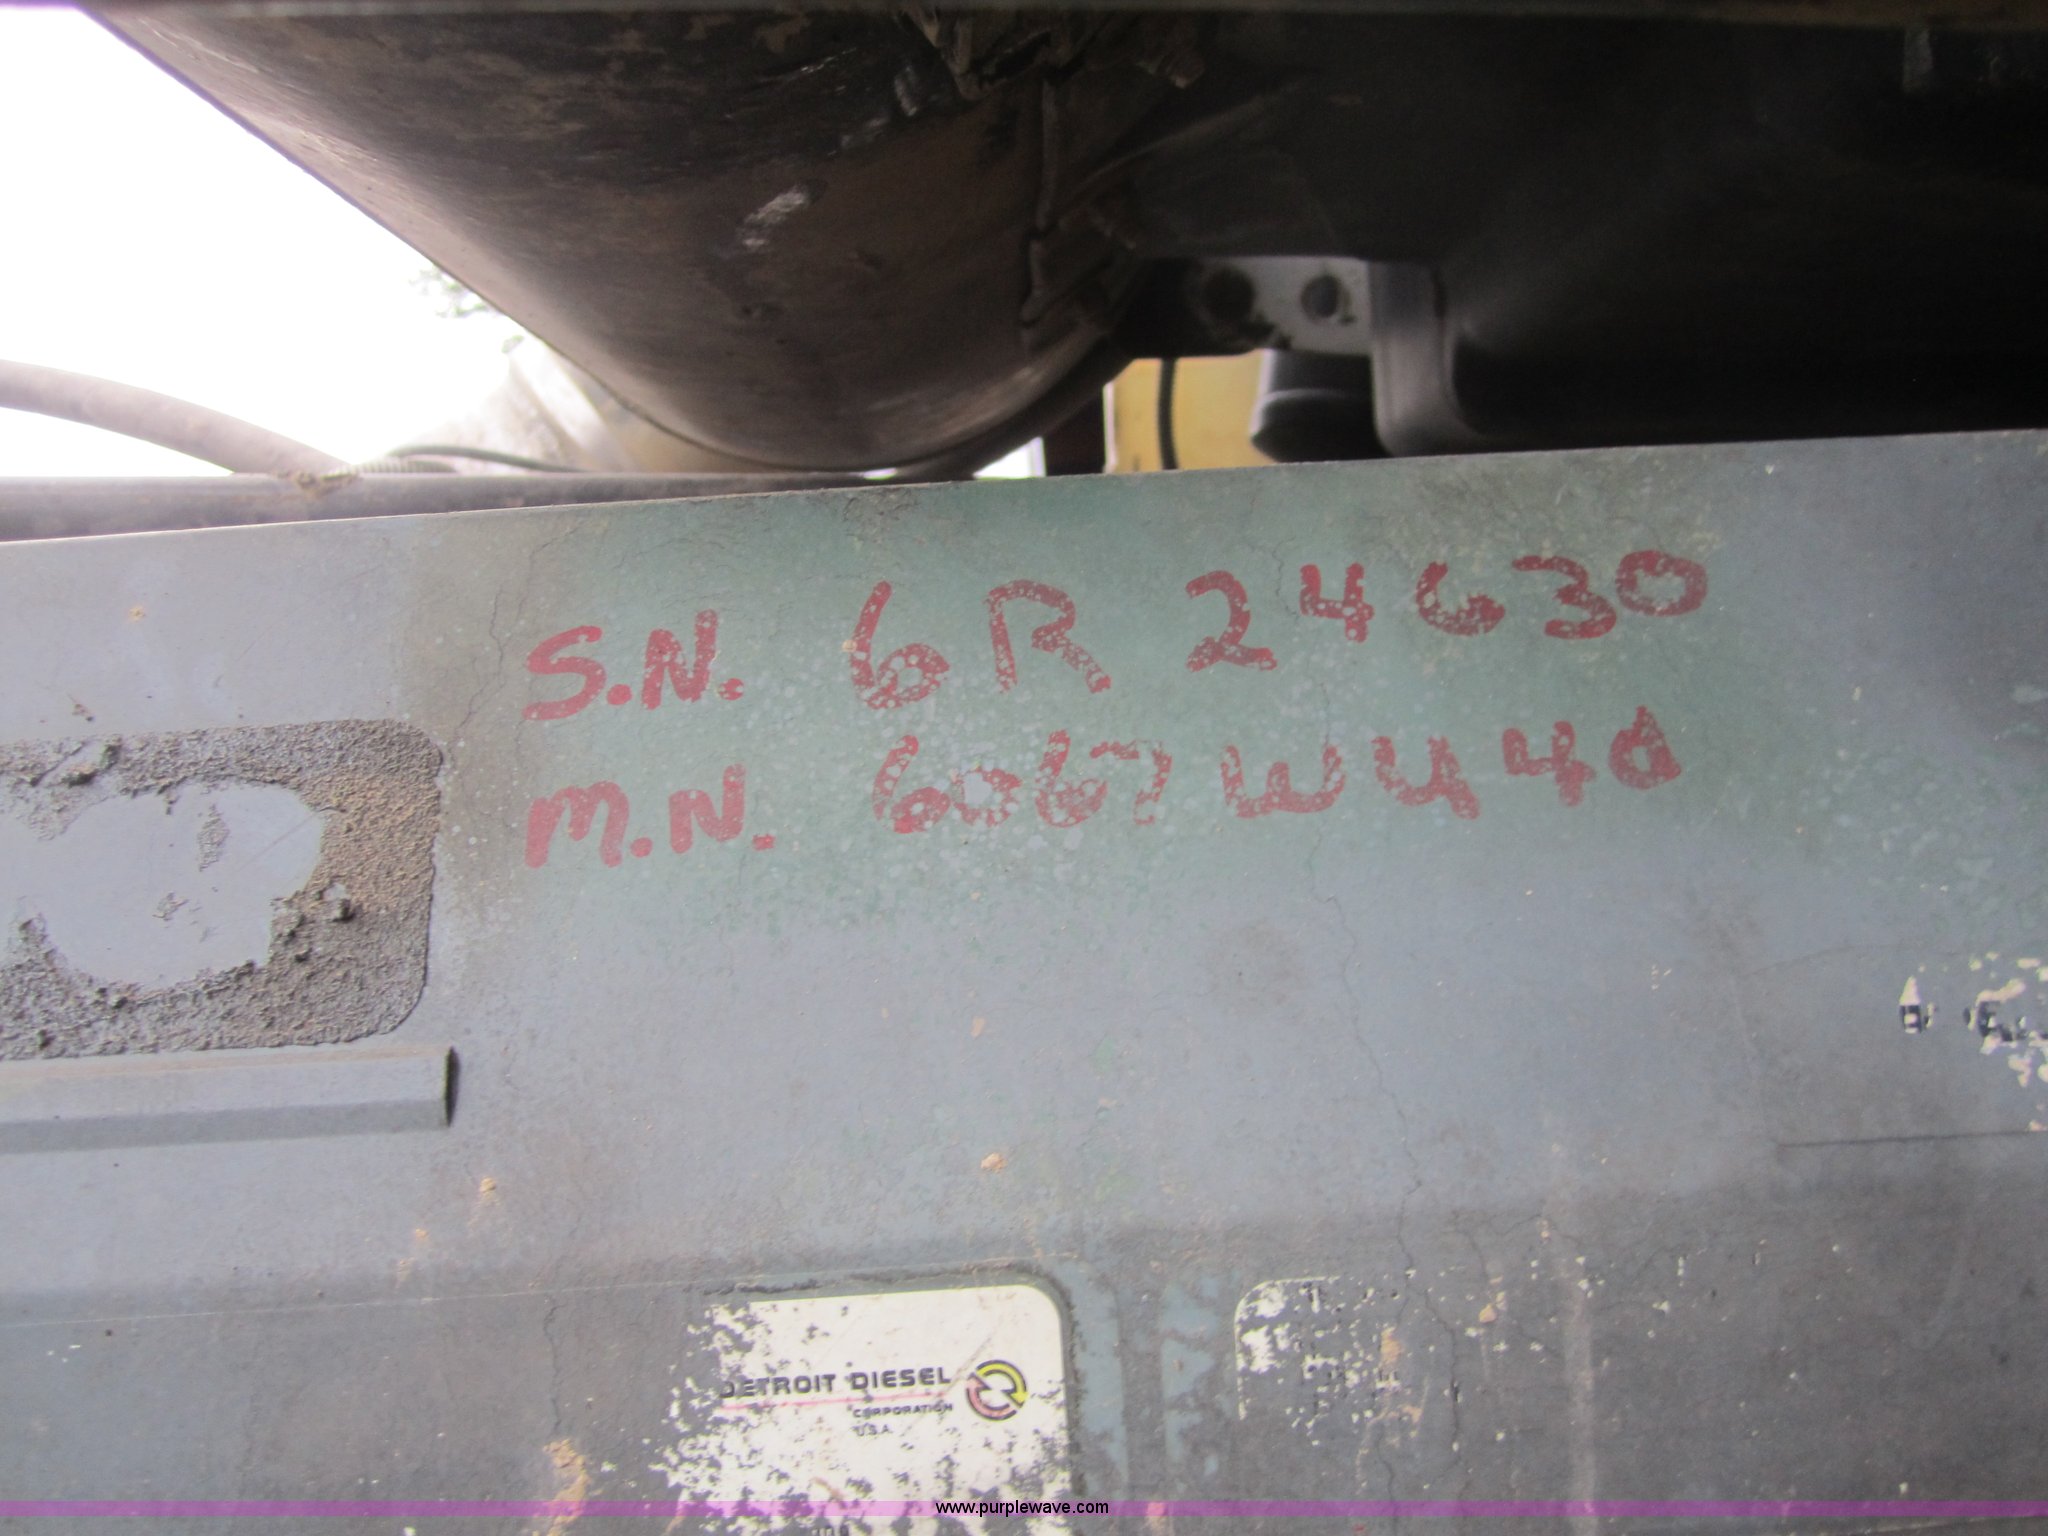 S.N. 6R 24630
M.N. 6067WU40
DETROIT DIESEL
CORPORATION
U.S.A.
www.purplewave.com